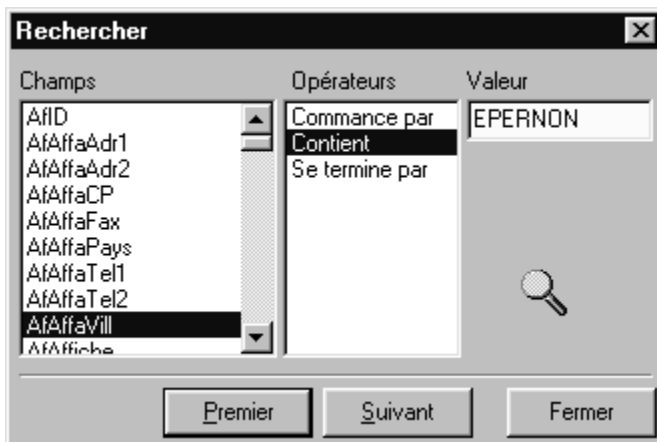 Rechercher
Champs
AfID
AfAffaAdr1
AfAffaAdr2
AfAffaCP
AfAffaFax
AfAffaPays
AfAffaTel1
AfAffaTel2
AfAffaVill
AfAffiche
Opérateurs
Commance par
Contient
Se termine par
Valeur
EPERNON
Premier
Suivant
Fermer